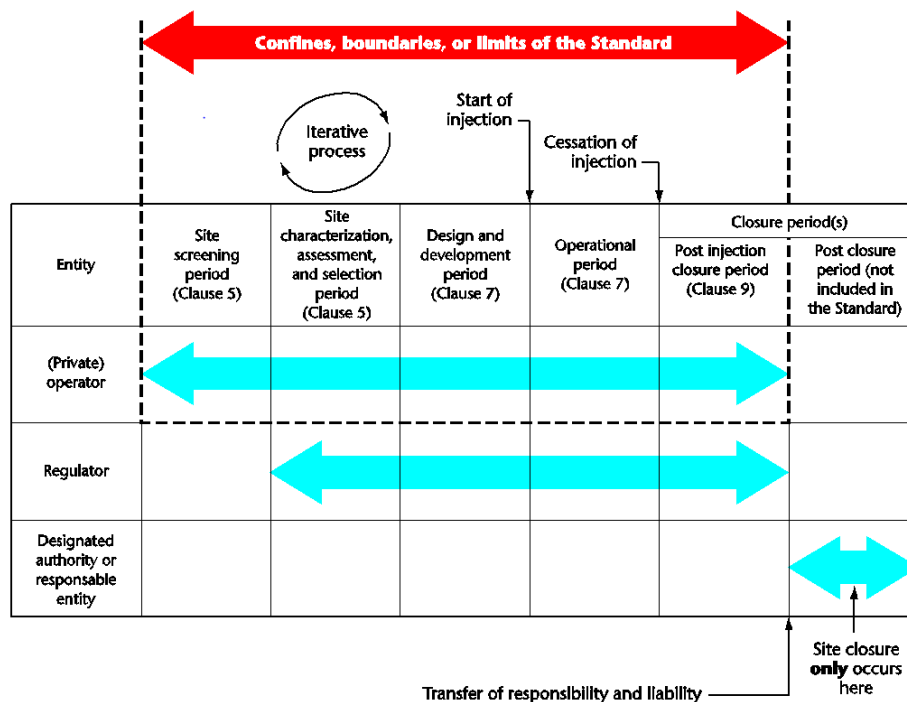 Confines, boundaries, or limits of the Standard
Iterative
process
Start of
injection
Cessation of
injection
Entity
Site
screening
period
(Clause 5)
Site
characterization,
assessment,
and selection
period
(Clause 5)
Design and
development
period
(Clause 7)
Operational
period
(Clause 7)
Closure period(s)
Post injection
closure period
(Clause 9)
Post closure
period (not
included in
the Standard)
(Private)
operator
Regulator
Designated
authority or
responsable
entity
Transfer of responsibility and liability
Site closure
only occurs
here